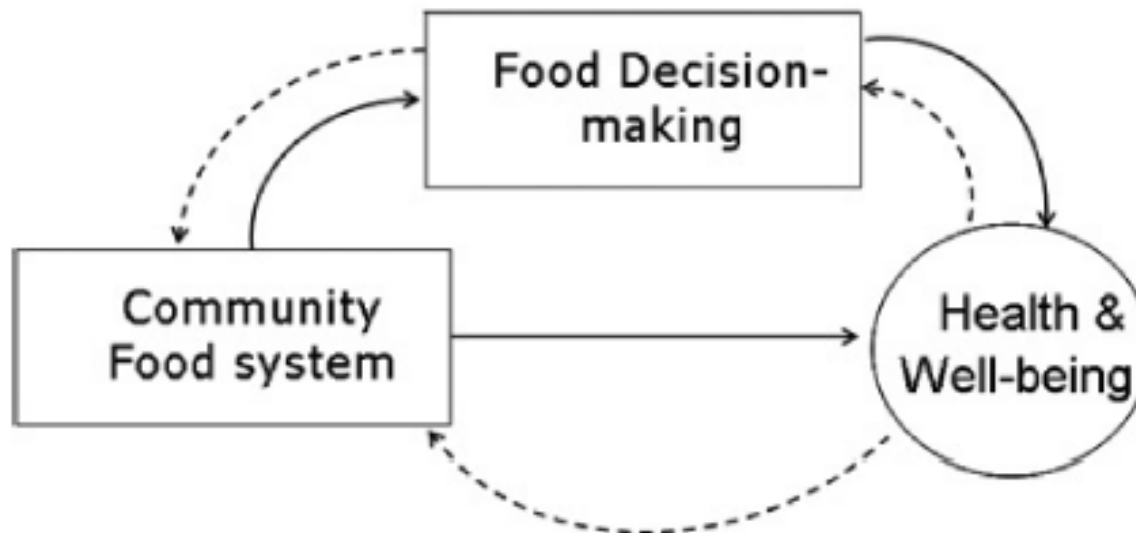 Food Decision-
making
Community
Food system
Health &
Well-being